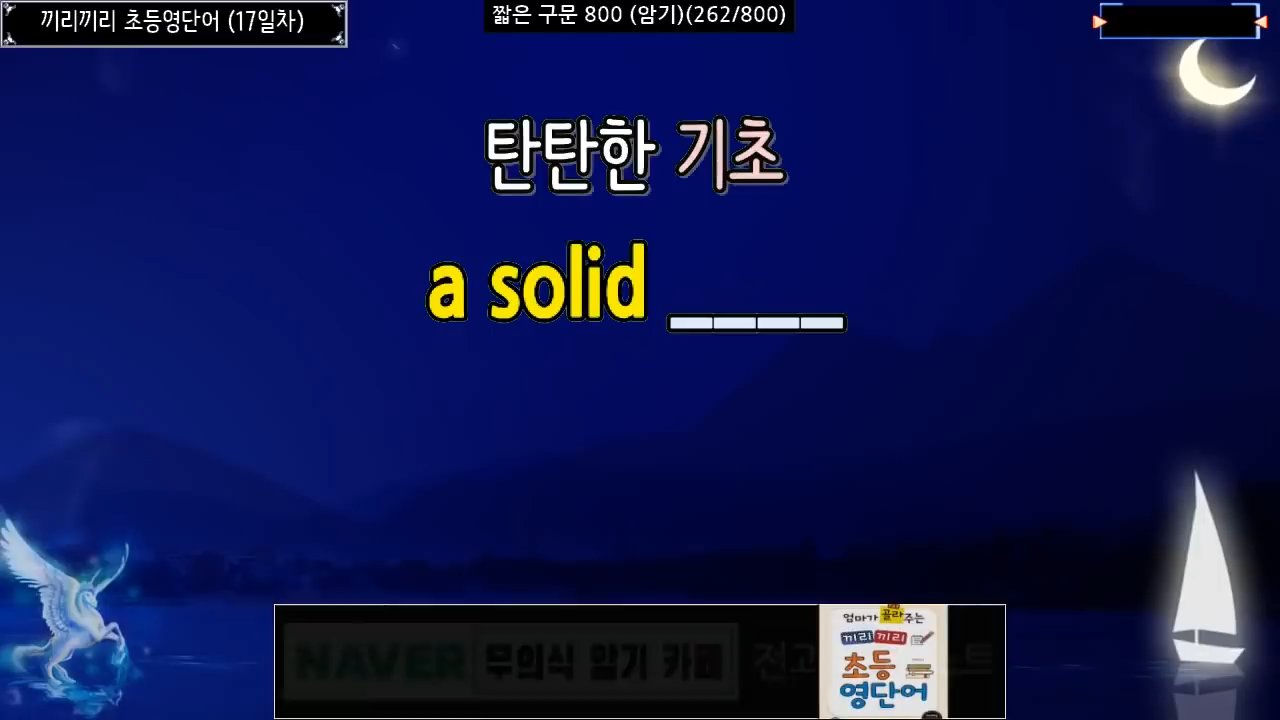 끼리끼리 초등영단어 (17일차)
짧은 구문 800 (암기)(262/800)
탄탄한 기초
a solid ____
NAVER 무의식 암기 카페
엄마가 골라주는
끼리끼리
초등
영단어